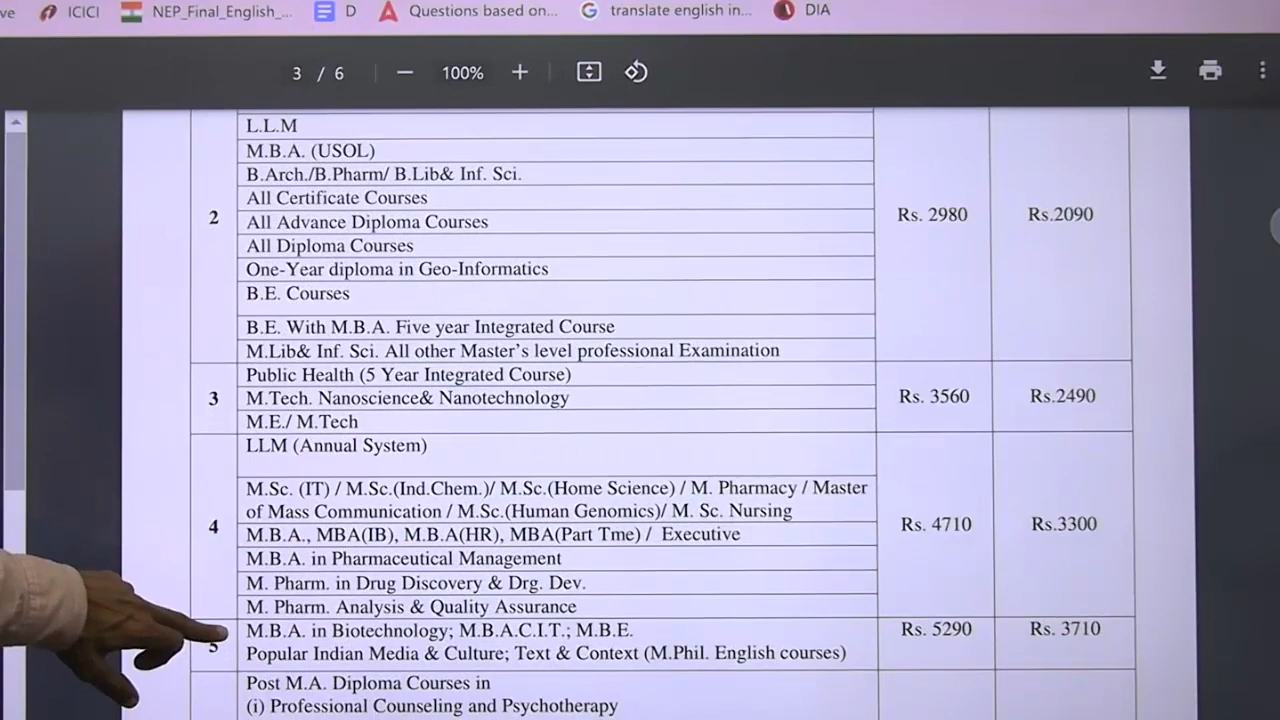 ve ICICI NEP_Final_English_... D Questions based on... translate english in... DIA
3 / 6 100%
L.L.M
M.B.A. (USOL)
B.Arch./B.Pharm/ B.Lib& Inf. Sci.
All Certificate Courses
2 All Advance Diploma Courses Rs. 2980 Rs.2090
All Diploma Courses
One-Year diploma in Geo-Informatics
B.E. Courses
B.E. With M.B.A. Five year Integrated Course
M.Lib& Inf. Sci. All other Master's level professional Examination
Public Health (5 Year Integrated Course)
3 M.Tech. Nanoscience& Nanotechnology Rs. 3560 Rs.2490
M.E./ M.Tech
LLM (Annual System)
M.Sc. (IT) / M.Sc.(Ind.Chem.)/ M.Sc.(Home Science) / M. Pharmacy / Master
of Mass Communication / M.Sc.(Human Genomics)/ M. Sc. Nursing
4 M.B.A., MBA(IB), M.B.A(HR), MBA(Part Tme) / Executive Rs. 4710 Rs.3300
M.B.A. in Pharmaceutical Management
M. Pharm. in Drug Discovery & Drg. Dev.
M. Pharm. Analysis & Quality Assurance
5 M.B.A. in Biotechnology; M.B.A.C.I.T.; M.B.E. Rs. 5290 Rs. 3710
Popular Indian Media & Culture; Text & Context (M.Phil. English courses)
Post M.A. Diploma Courses in
(i) Professional Counseling and Psychotherapy